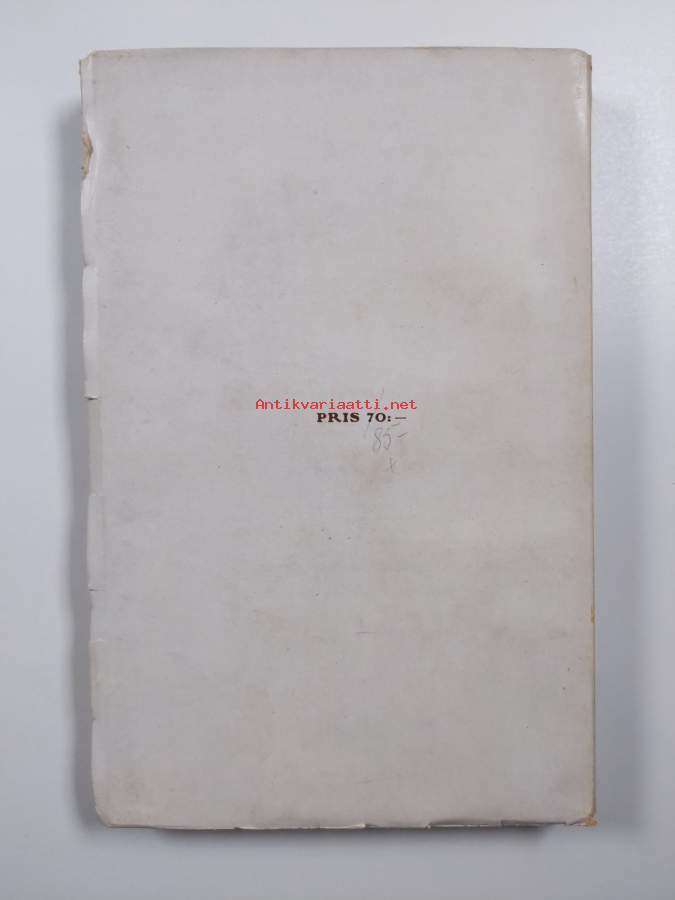 Antikvariaatti.net
PRIS 70:—
85-
x